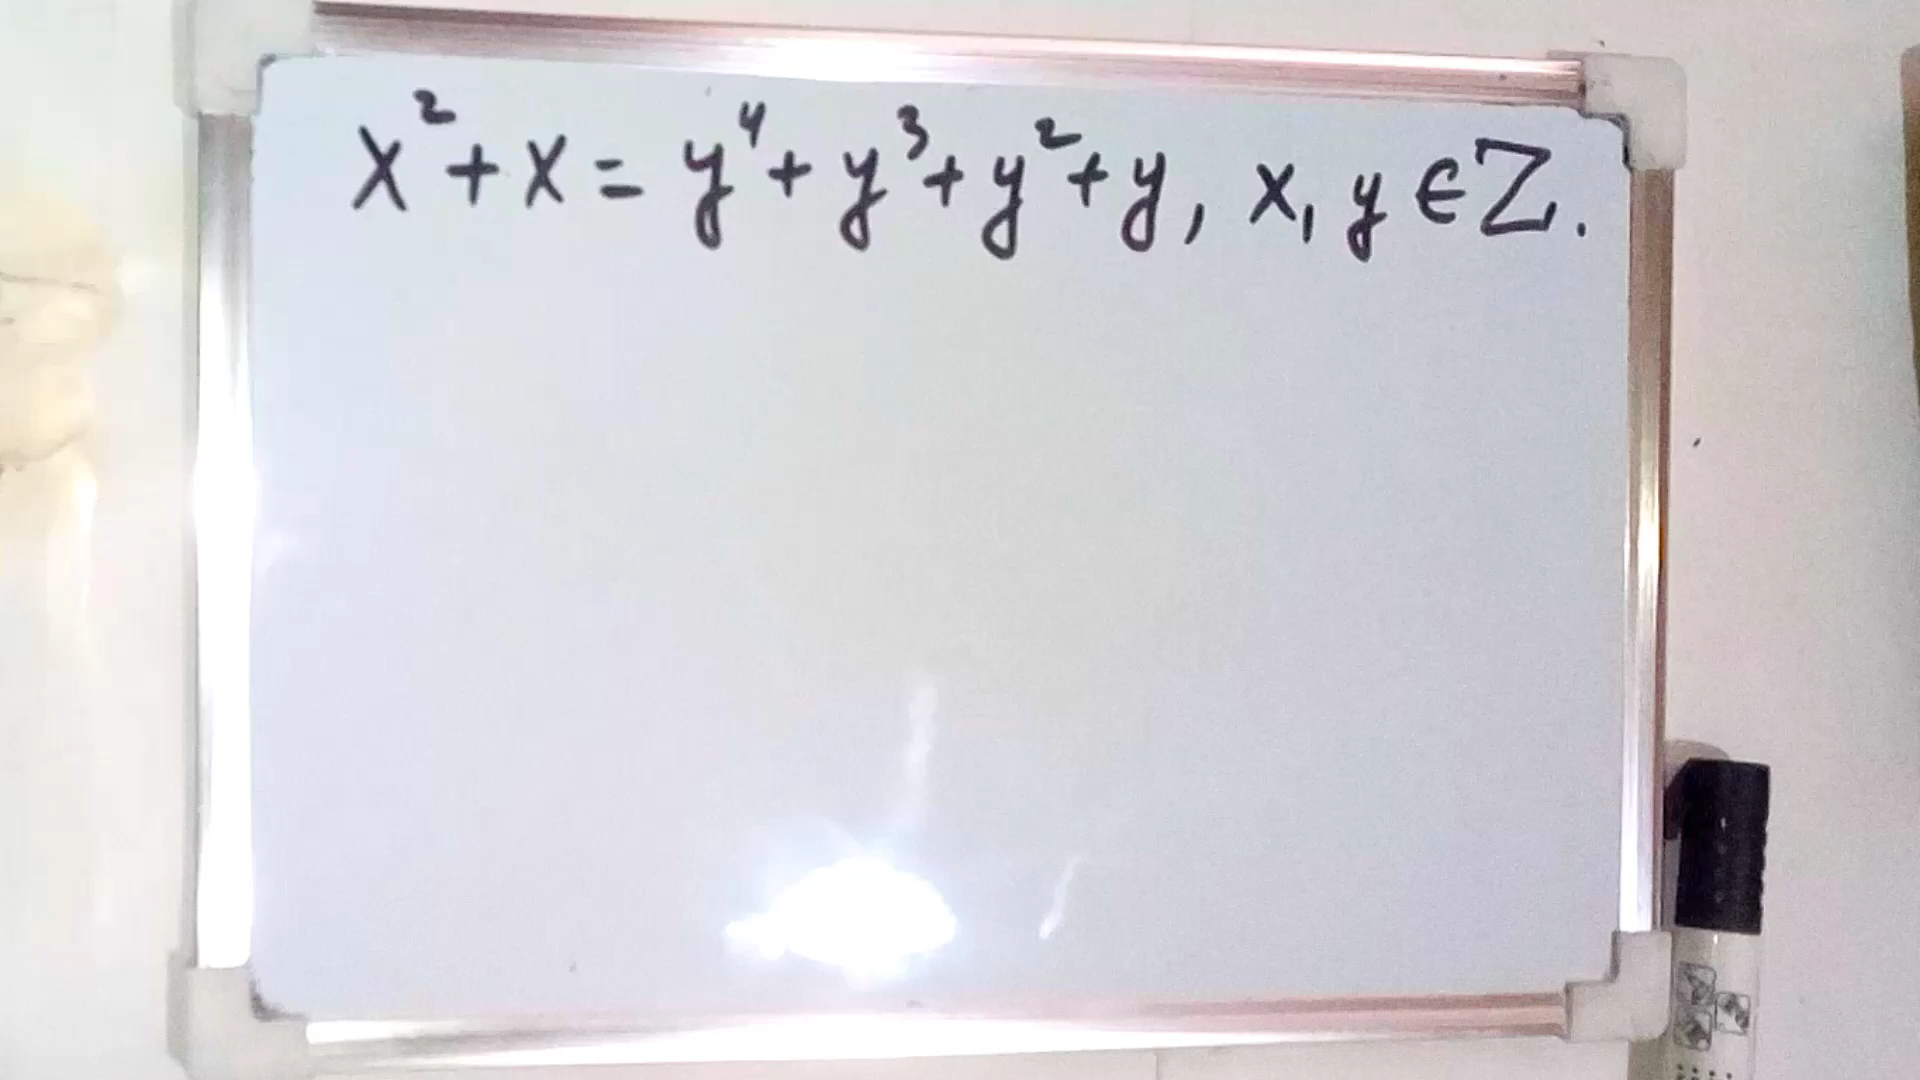 x² + x = y⁴ + y³ + y² + y, x, y ∈ ℤ.